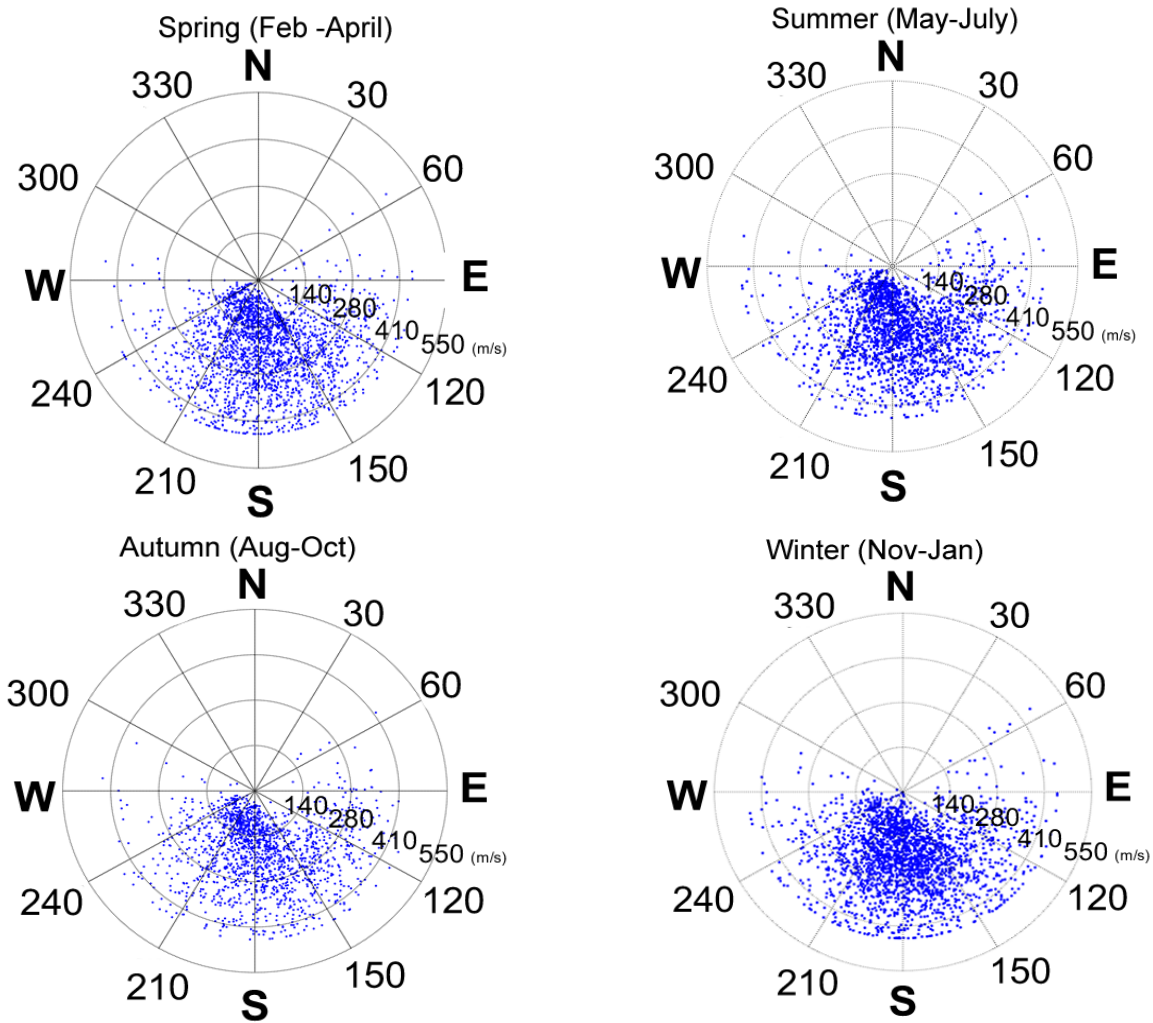 Spring (Feb -April)
N
330
30
300
60
W
E
140
280
410
550 (m/s)
240
120
210
150
S
Summer (May-July)
N
330
30
300
60
W
E
140
280
410
550 (m/s)
240
120
210
150
S
Autumn (Aug-Oct)
N
330
30
300
60
W
E
140
280
410
550 (m/s)
240
120
210
150
S
Winter (Nov-Jan)
N
330
30
300
60
W
E
140
280
410
550 (m/s)
240
120
210
150
S